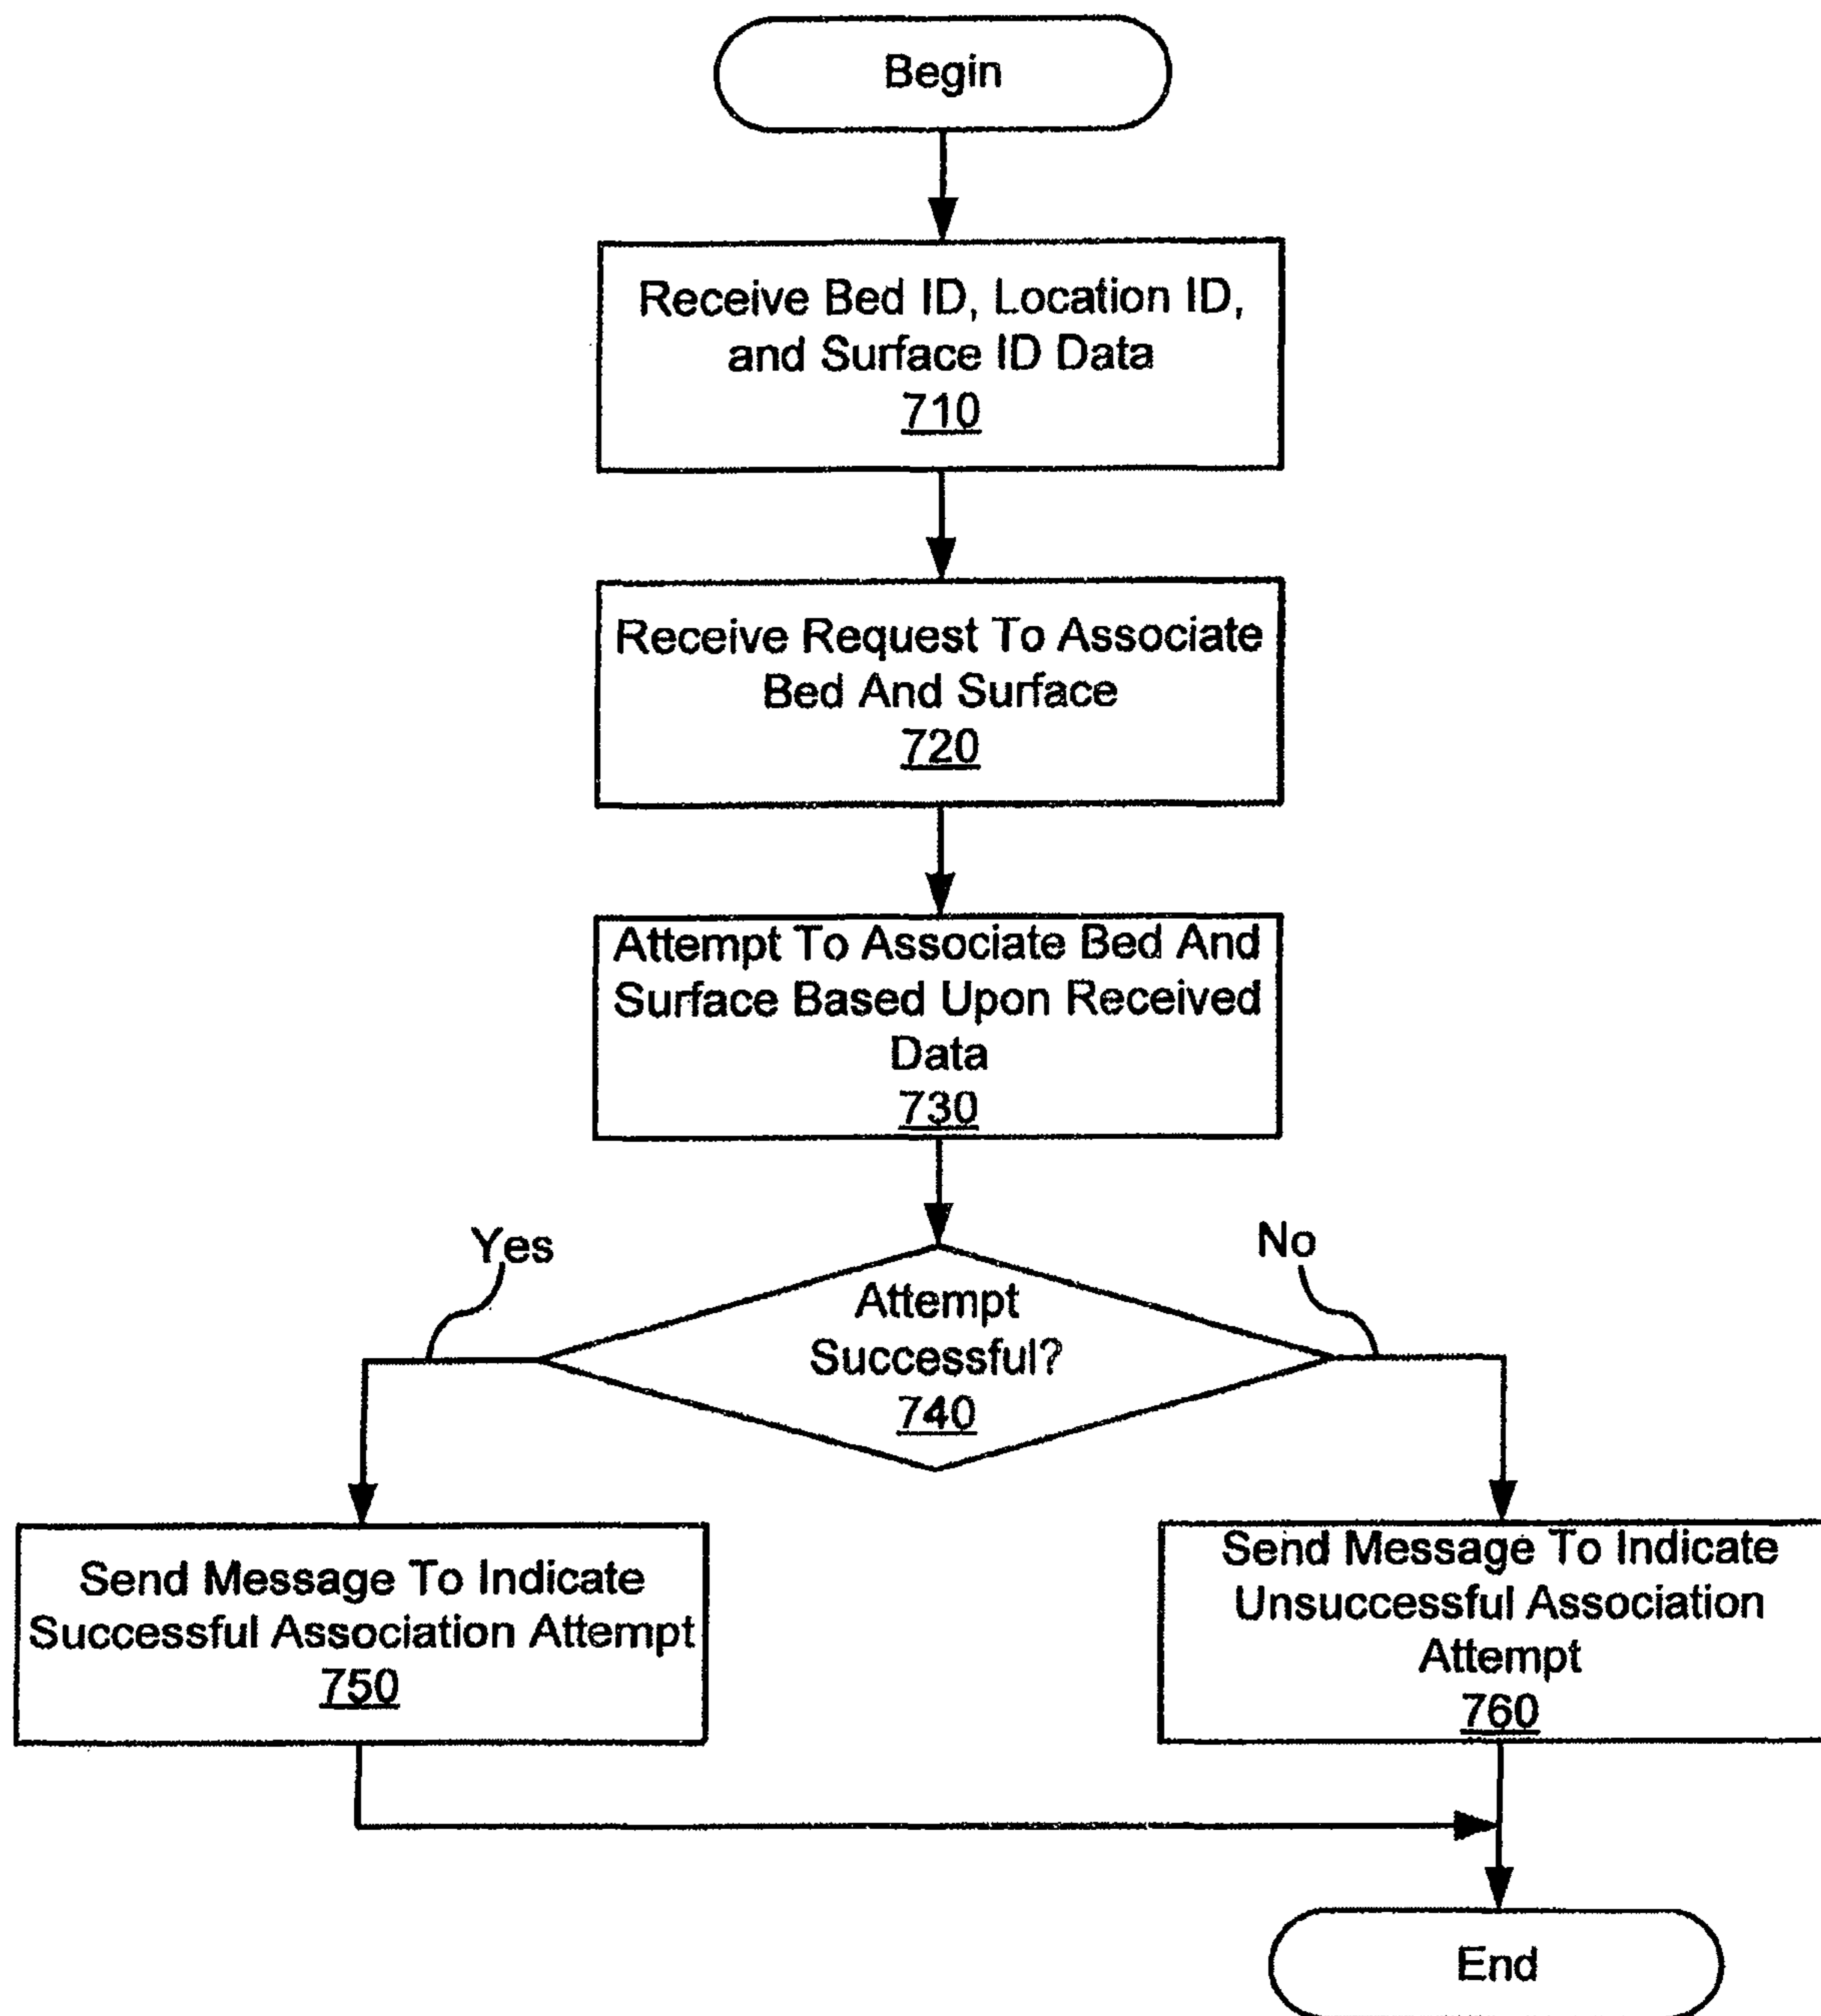 Begin
Receive Bed ID, Location ID,
and Surface ID Data
710
Receive Request To Associate
Bed And Surface
720
Attempt To Associate Bed And
Surface Based Upon Received
Data
730
Yes
No
Attempt
Successful?
740
Send Message To Indicate
Successful Association Attempt
750
Send Message To Indicate
Unsuccessful Association
Attempt
760
End